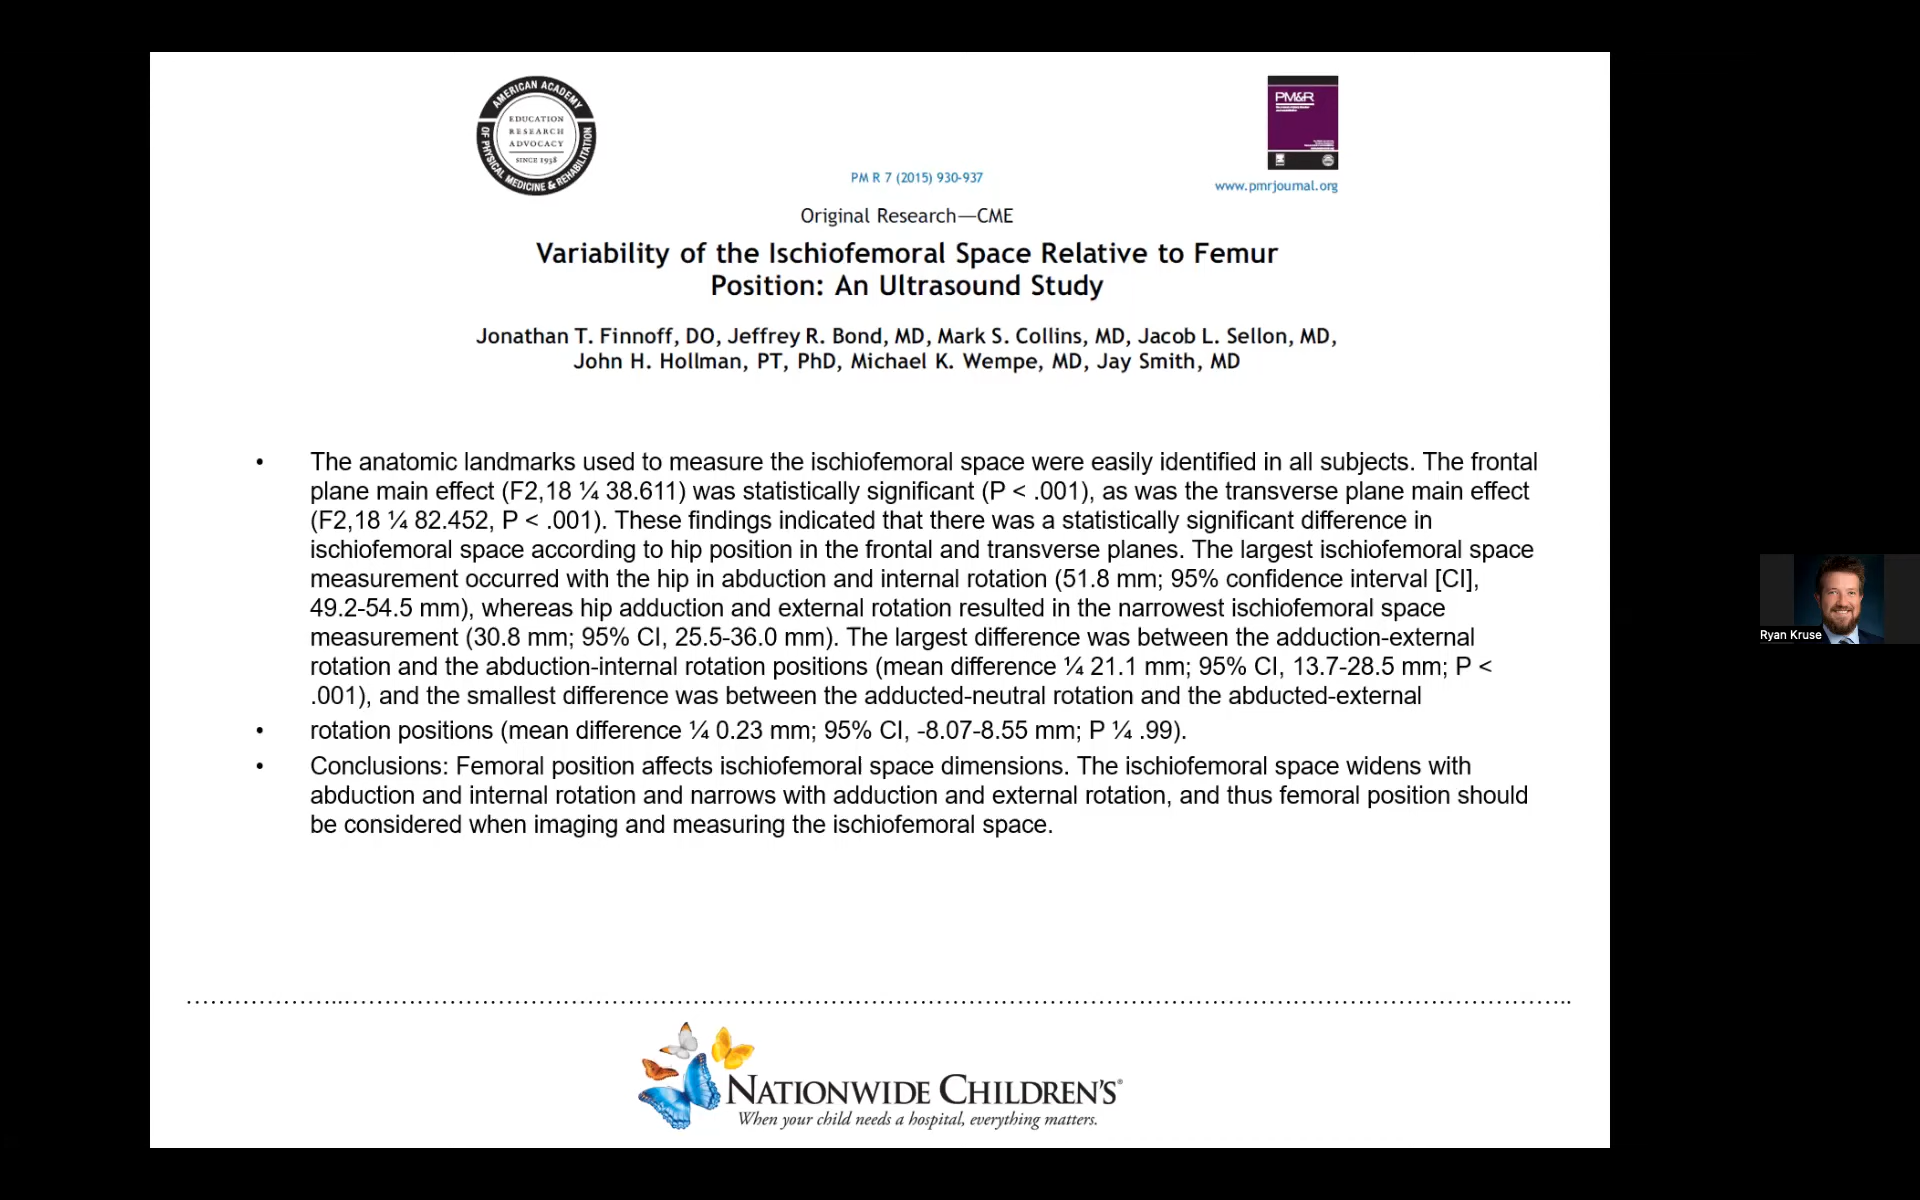 AMERICAN ACADEMY
OF PHYSICAL MEDICINE & REHABILITATION
EDUCATION
RESEARCH
ADVOCACY
SINCE 1938
PM&R
PM R 7 (2015) 930-937
www.pmrjournal.org
Original Research—CME
Variability of the Ischiofemoral Space Relative to Femur
Position: An Ultrasound Study
Jonathan T. Finnoff, DO, Jeffrey R. Bond, MD, Mark S. Collins, MD, Jacob L. Sellon, MD,
John H. Hollman, PT, PhD, Michael K. Wempe, MD, Jay Smith, MD
• The anatomic landmarks used to measure the ischiofemoral space were easily identified in all subjects. The frontal
plane main effect (F2,18 ¼ 38.611) was statistically significant (P < .001), as was the transverse plane main effect
(F2,18 ¼ 82.452, P < .001). These findings indicated that there was a statistically significant difference in
ischiofemoral space according to hip position in the frontal and transverse planes. The largest ischiofemoral space
measurement occurred with the hip in abduction and internal rotation (51.8 mm; 95% confidence interval [CI],
49.2-54.5 mm), whereas hip adduction and external rotation resulted in the narrowest ischiofemoral space
measurement (30.8 mm; 95% CI, 25.5-36.0 mm). The largest difference was between the adduction-external
rotation and the abduction-internal rotation positions (mean difference ¼ 21.1 mm; 95% CI, 13.7-28.5 mm; P <
.001), and the smallest difference was between the adducted-neutral rotation and the abducted-external
• rotation positions (mean difference ¼ 0.23 mm; 95% CI, -8.07-8.55 mm; P ¼ .99).
• Conclusions: Femoral position affects ischiofemoral space dimensions. The ischiofemoral space widens with
abduction and internal rotation and narrows with adduction and external rotation, and thus femoral position should
be considered when imaging and measuring the ischiofemoral space.
Ryan Kruse
NATIONWIDE CHILDREN'S®
When your child needs a hospital, everything matters.